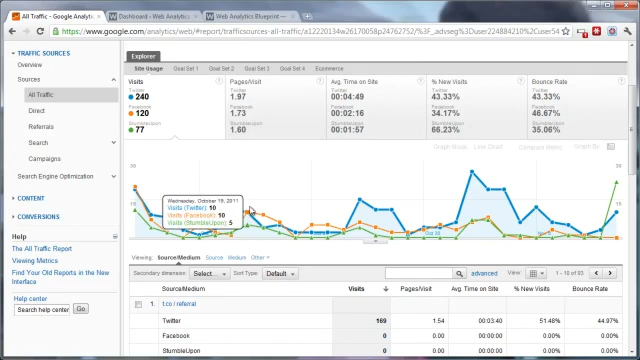 All Traffic - Google Analytics
Dashboard - Web Analytics
Web Analytics Blueprint
https://www.google.com/analytics/web/#report/trafficsources-all-traffic/
TRAFFIC SOURCES
Overview
Sources
All Traffic
Direct
Referrals
Search
Campaigns
Search Engine Optimization
CONTENT
CONVERSIONS
Help
The All Traffic Report
Viewing Metrics
Find Your Old Reports in the New
Interface
Help center
Search help center Go
Explorer
Site Usage Goal Set 1 Goal Set 2 Goal Set 3 Goal Set 4 Ecommerce
Visits Pages/Visit Avg. Time on Site % New Visits Bounce Rate
Twitter Twitter Twitter Twitter Twitter
240 1.97 00:04:49 43.33% 43.33%
Facebook Facebook Facebook Facebook Facebook
120 1.73 00:02:16 34.17% 46.67%
StumbleUpon StumbleUpon StumbleUpon StumbleUpon StumbleUpon
77 1.60 00:01:57 66.23% 35.06%
Graph Mode Line Chart Compare Metric Graph By:
Wednesday, October 19, 2011
Visits (Twitter): 10
Visits (Facebook): 10
Visits (StumbleUpon): 5
Viewing: Source/Medium Source Medium Other
Secondary dimension: Select... Sort Type: Default advanced View: 1 - 10 of 93
Source/Medium Visits Pages/Visit Avg. Time on Site % New Visits Bounce Rate
1. t.co / referral
Twitter 169 1.54 00:03:40 51.48% 44.97%
Facebook 0 0.00 00:00:00 0.00% 0.00%
StumbleUpon 0 0.00 00:00:00 0.00% 0.00%